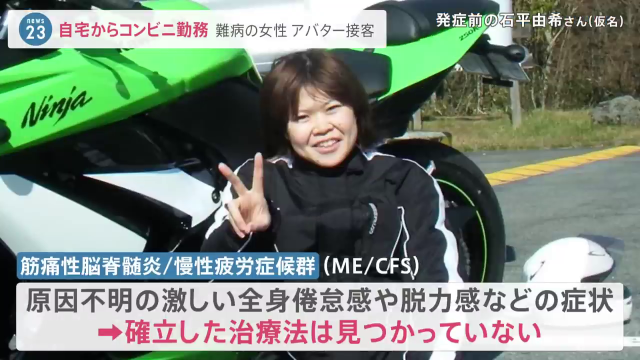 news 23
自宅からコンビニ勤務 難病の女性 アバター接客
発症前の石平由希さん(仮名)
250R
Ninja
筋痛性脳脊髄炎/慢性疲労症候群 (ME/CFS)
原因不明の激しい全身倦怠感や脱力感などの症状
➡確立した治療法は見つかっていない